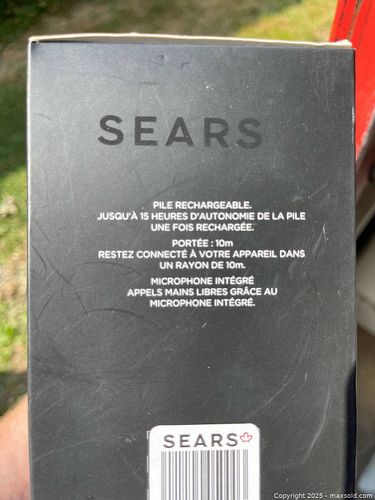 SEARS
PILE RECHARGEABLE.
JUSQU'À 15 HEURES D'AUTONOMIE DE LA PILE
UNE FOIS RECHARGÉE.
PORTÉE : 10m
RESTEZ CONNECTÉ À VOTRE APPAREIL DANS
UN RAYON DE 10m.
MICROPHONE INTÉGRÉ
APPELS MAINS LIBRES GRÂCE AU
MICROPHONE INTÉGRÉ.
SEARS
© 2025 - maxsold.com